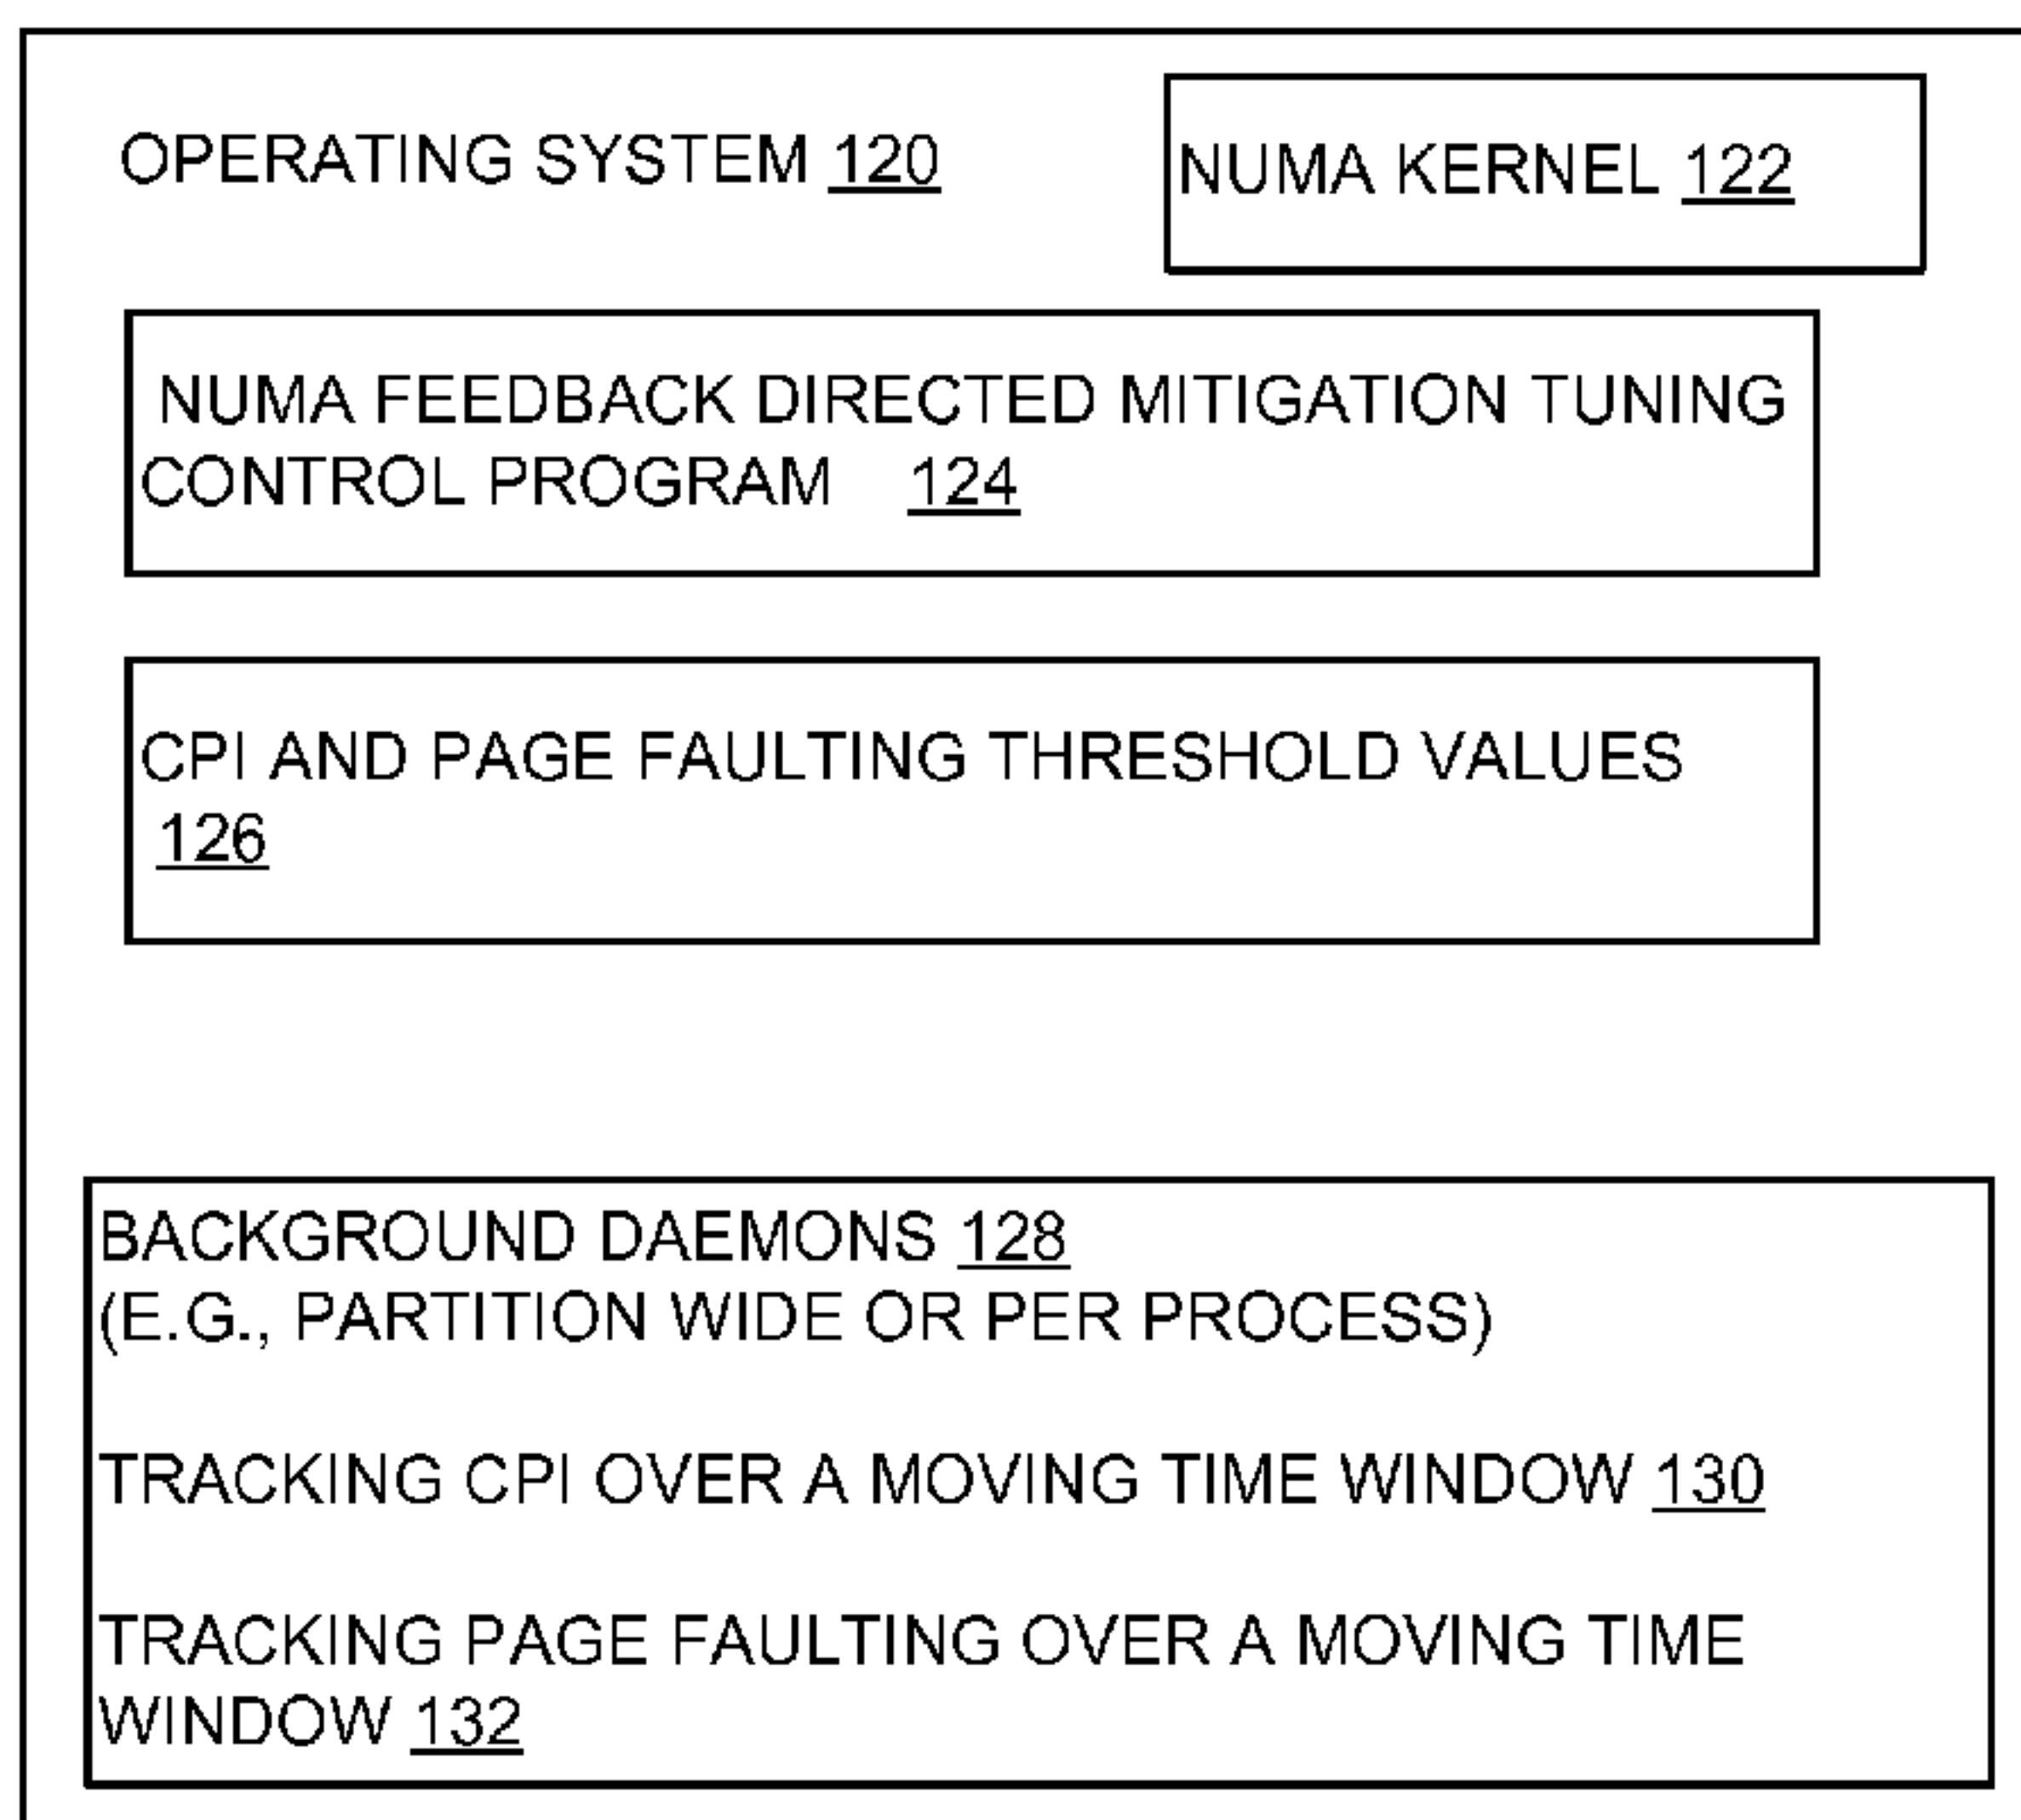 OPERATING SYSTEM 120
NUMA KERNEL 122
NUMA FEEDBACK DIRECTED MITIGATION TUNING
CONTROL PROGRAM 124
CPI AND PAGE FAULTING THRESHOLD VALUES
126
BACKGROUND DAEMONS 128
(E.G., PARTITION WIDE OR PER PROCESS)
TRACKING CPI OVER A MOVING TIME WINDOW 130
TRACKING PAGE FAULTING OVER A MOVING TIME
WINDOW 132